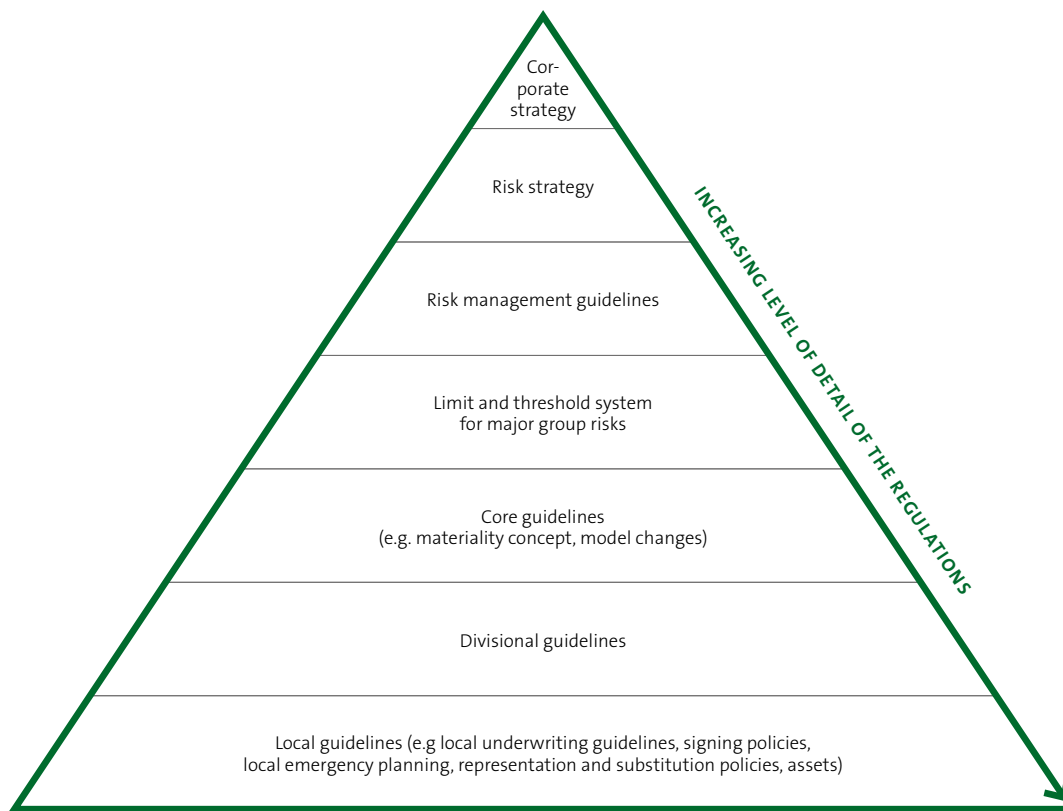 Cor-
porate
strategy
Risk strategy
INCREASING LEVEL OF DETAIL OF THE REGULATIONS
Risk management guidelines
Limit and threshold system
for major group risks
Core guidelines
(e.g. materiality concept, model changes)
Divisional guidelines
Local guidelines (e.g local underwriting guidelines, signing policies,
local emergency planning, representation and substitution policies, assets)